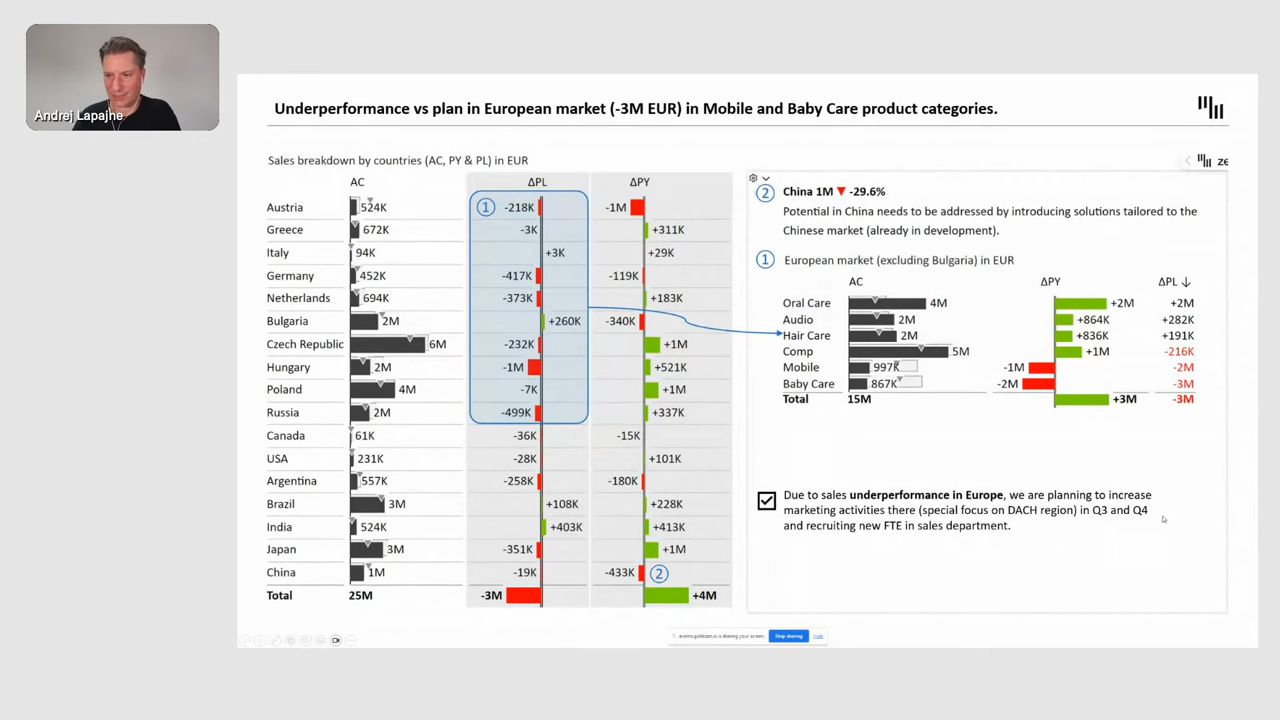 Andrej Lapajne
Underperformance vs plan in European market (-3M EUR) in Mobile and Baby Care product categories.
Sales breakdown by countries (AC, PY & PL) in EUR
AC ΔPL ΔPY
Austria 524K 1 -218K -1M
Greece 672K -3K +311K
Italy 94K +3K +29K
Germany 452K -417K -119K
Netherlands 694K -373K +183K
Bulgaria 2M +260K -340K
Czech Republic 6M -232K +1M
Hungary 2M -1M +521K
Poland 4M -7K +1M
Russia 2M -499K +337K
Canada 61K -36K -15K
USA 231K -28K +101K
Argentina 557K -258K -180K
Brazil 3M +108K +228K
India 524K +403K +413K
Japan 3M -351K +1M
China 1M -19K -433K 2
Total 25M -3M +4M
ze
2 China 1M ▼ -29.6%
Potential in China needs to be addressed by introducing solutions tailored to the
Chinese market (already in development).
1 European market (excluding Bulgaria) in EUR
AC ΔPY ΔPL ↓
Oral Care 4M +2M +2M
Audio 2M +864K +282K
Hair Care 2M +836K +191K
Comp 5M +1M -216K
Mobile 997K -1M -2M
Baby Care 867K -2M -3M
Total 15M +3M -3M
Due to sales underperformance in Europe, we are planning to increase
marketing activities there (special focus on DACH region) in Q3 and Q4
and recruiting new FTE in sales department.
events.goldcast.io is sharing your screen. Stop sharing Hide